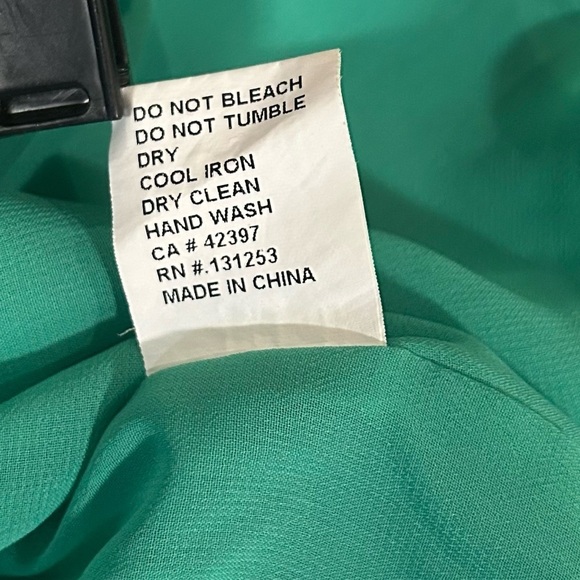 DO NOT BLEACH
DO NOT TUMBLE
DRY
COOL IRON
DRY CLEAN
HAND WASH
CA # 42397
RN #.131253
MADE IN CHINA